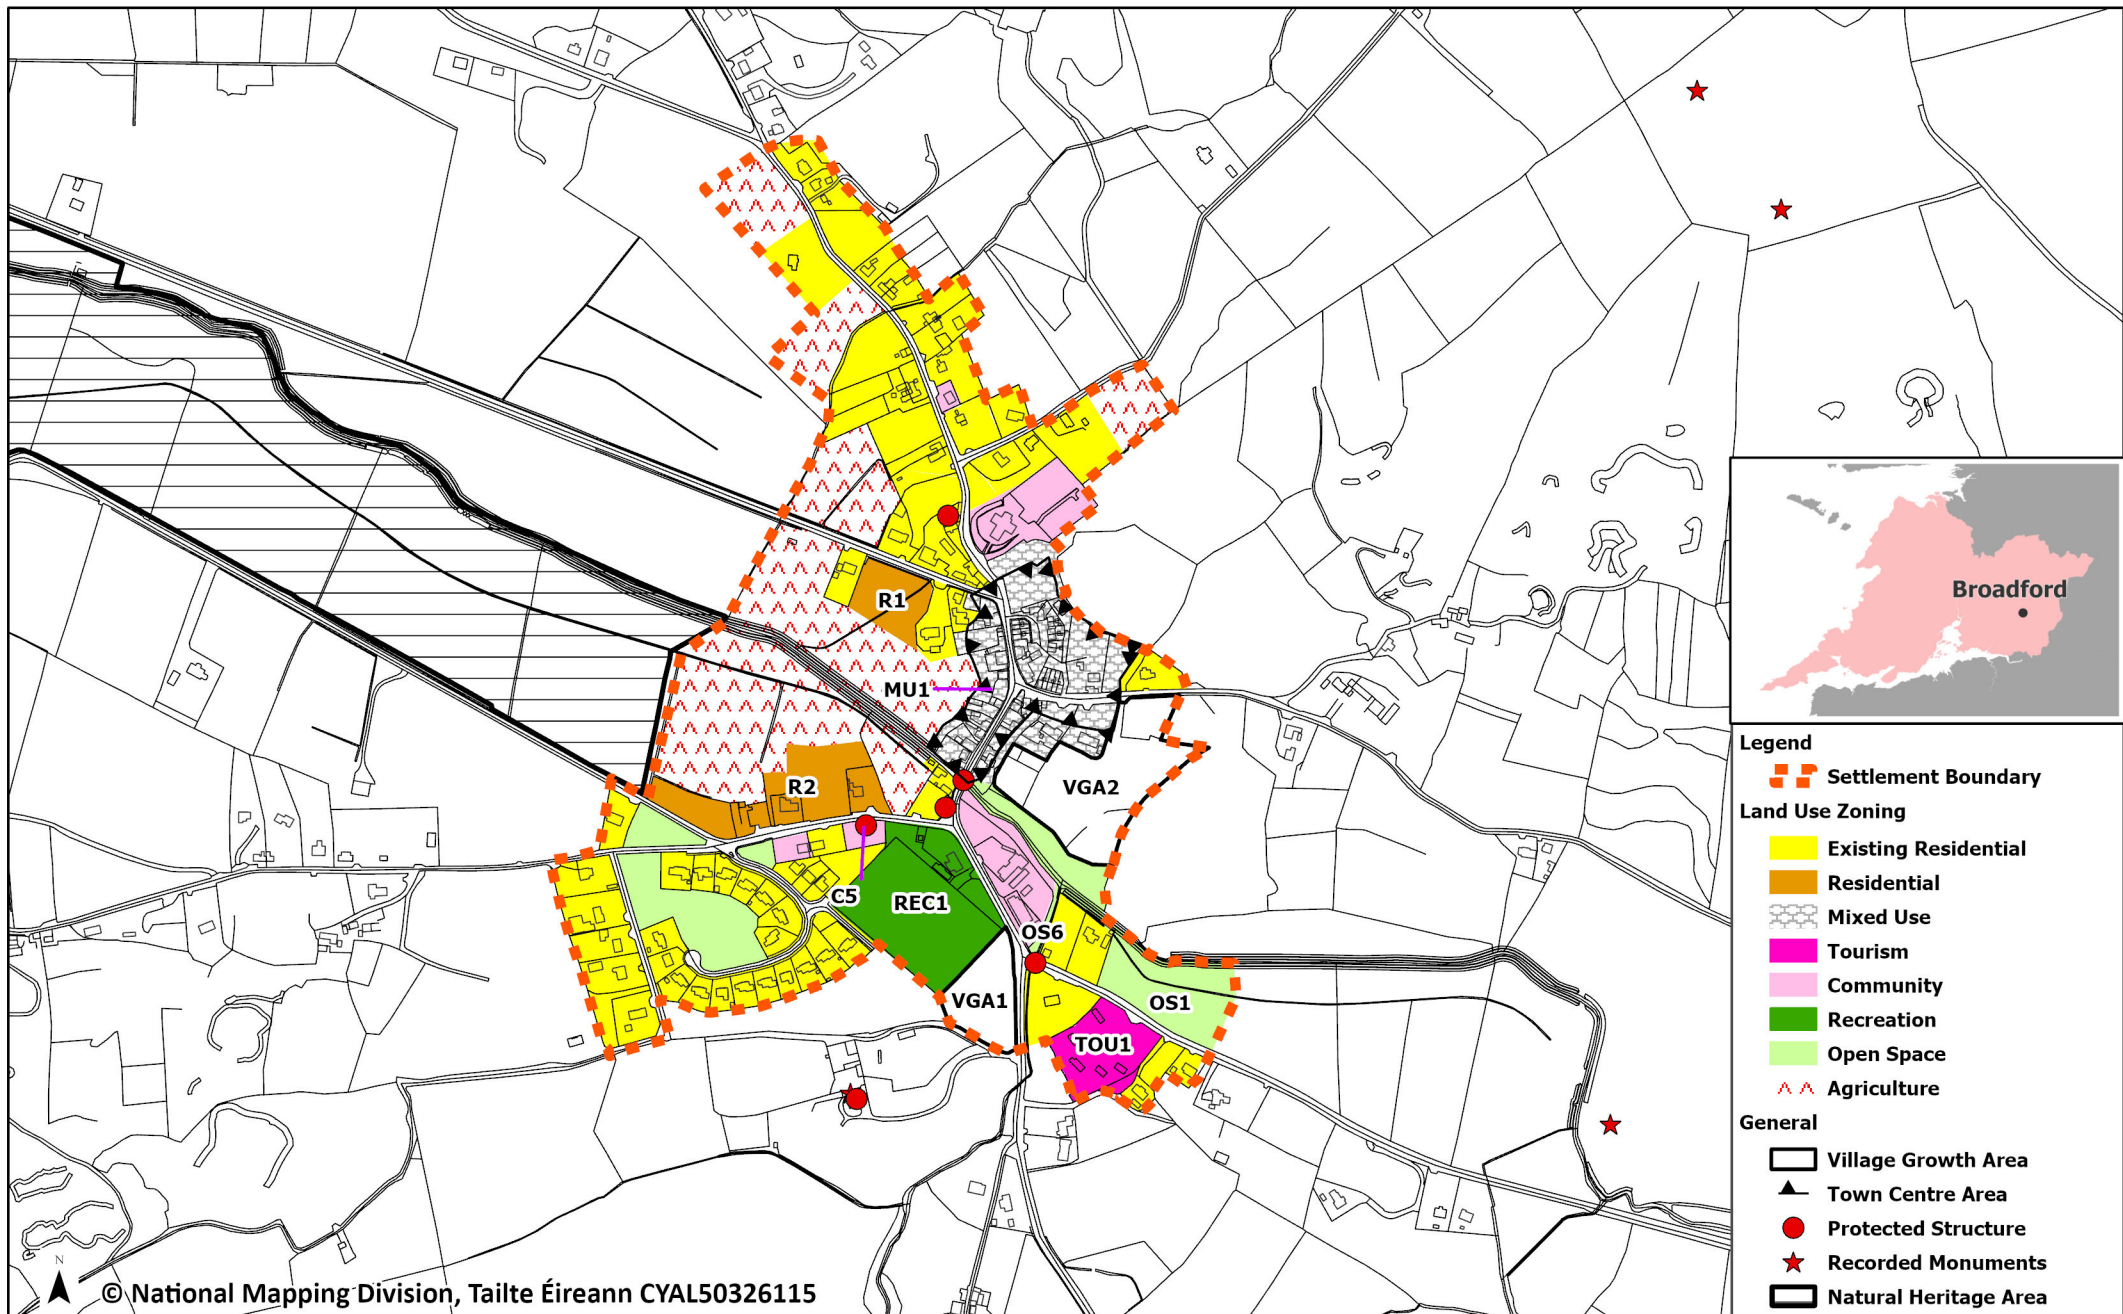 R1
MU1
R2
VGA2
C5
REC1
OS6
VGA1
OS1
TOU1
Broadford
Legend
Settlement Boundary
Land Use Zoning
Existing Residential
Residential
Mixed Use
Tourism
Community
Recreation
Open Space
Agriculture
General
Village Growth Area
Town Centre Area
Protected Structure
Recorded Monuments
Natural Heritage Area
N
© National Mapping Division, Tailte Éireann CYAL50326115